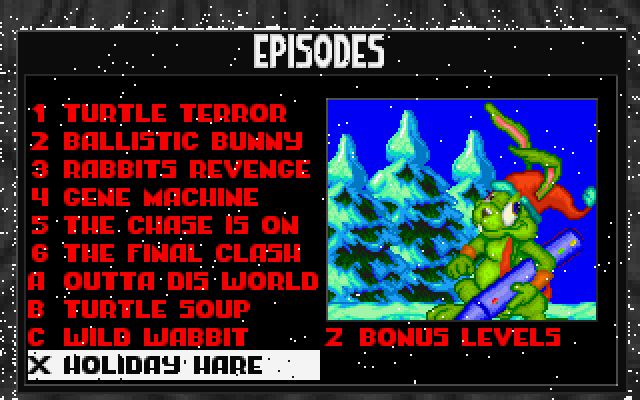 EPISODES
1 TURTLE TERROR
2 BALLISTIC BUNNY
3 RABBITS REVENGE
4 GENE MACHINE
5 THE CHASE IS ON
6 THE FINAL CLASH
A OUTTA DIS WORLD
B TURTLE SOUP
C WILD WABBIT
2 BONUS LEVELS
X HOLIDAY HARE